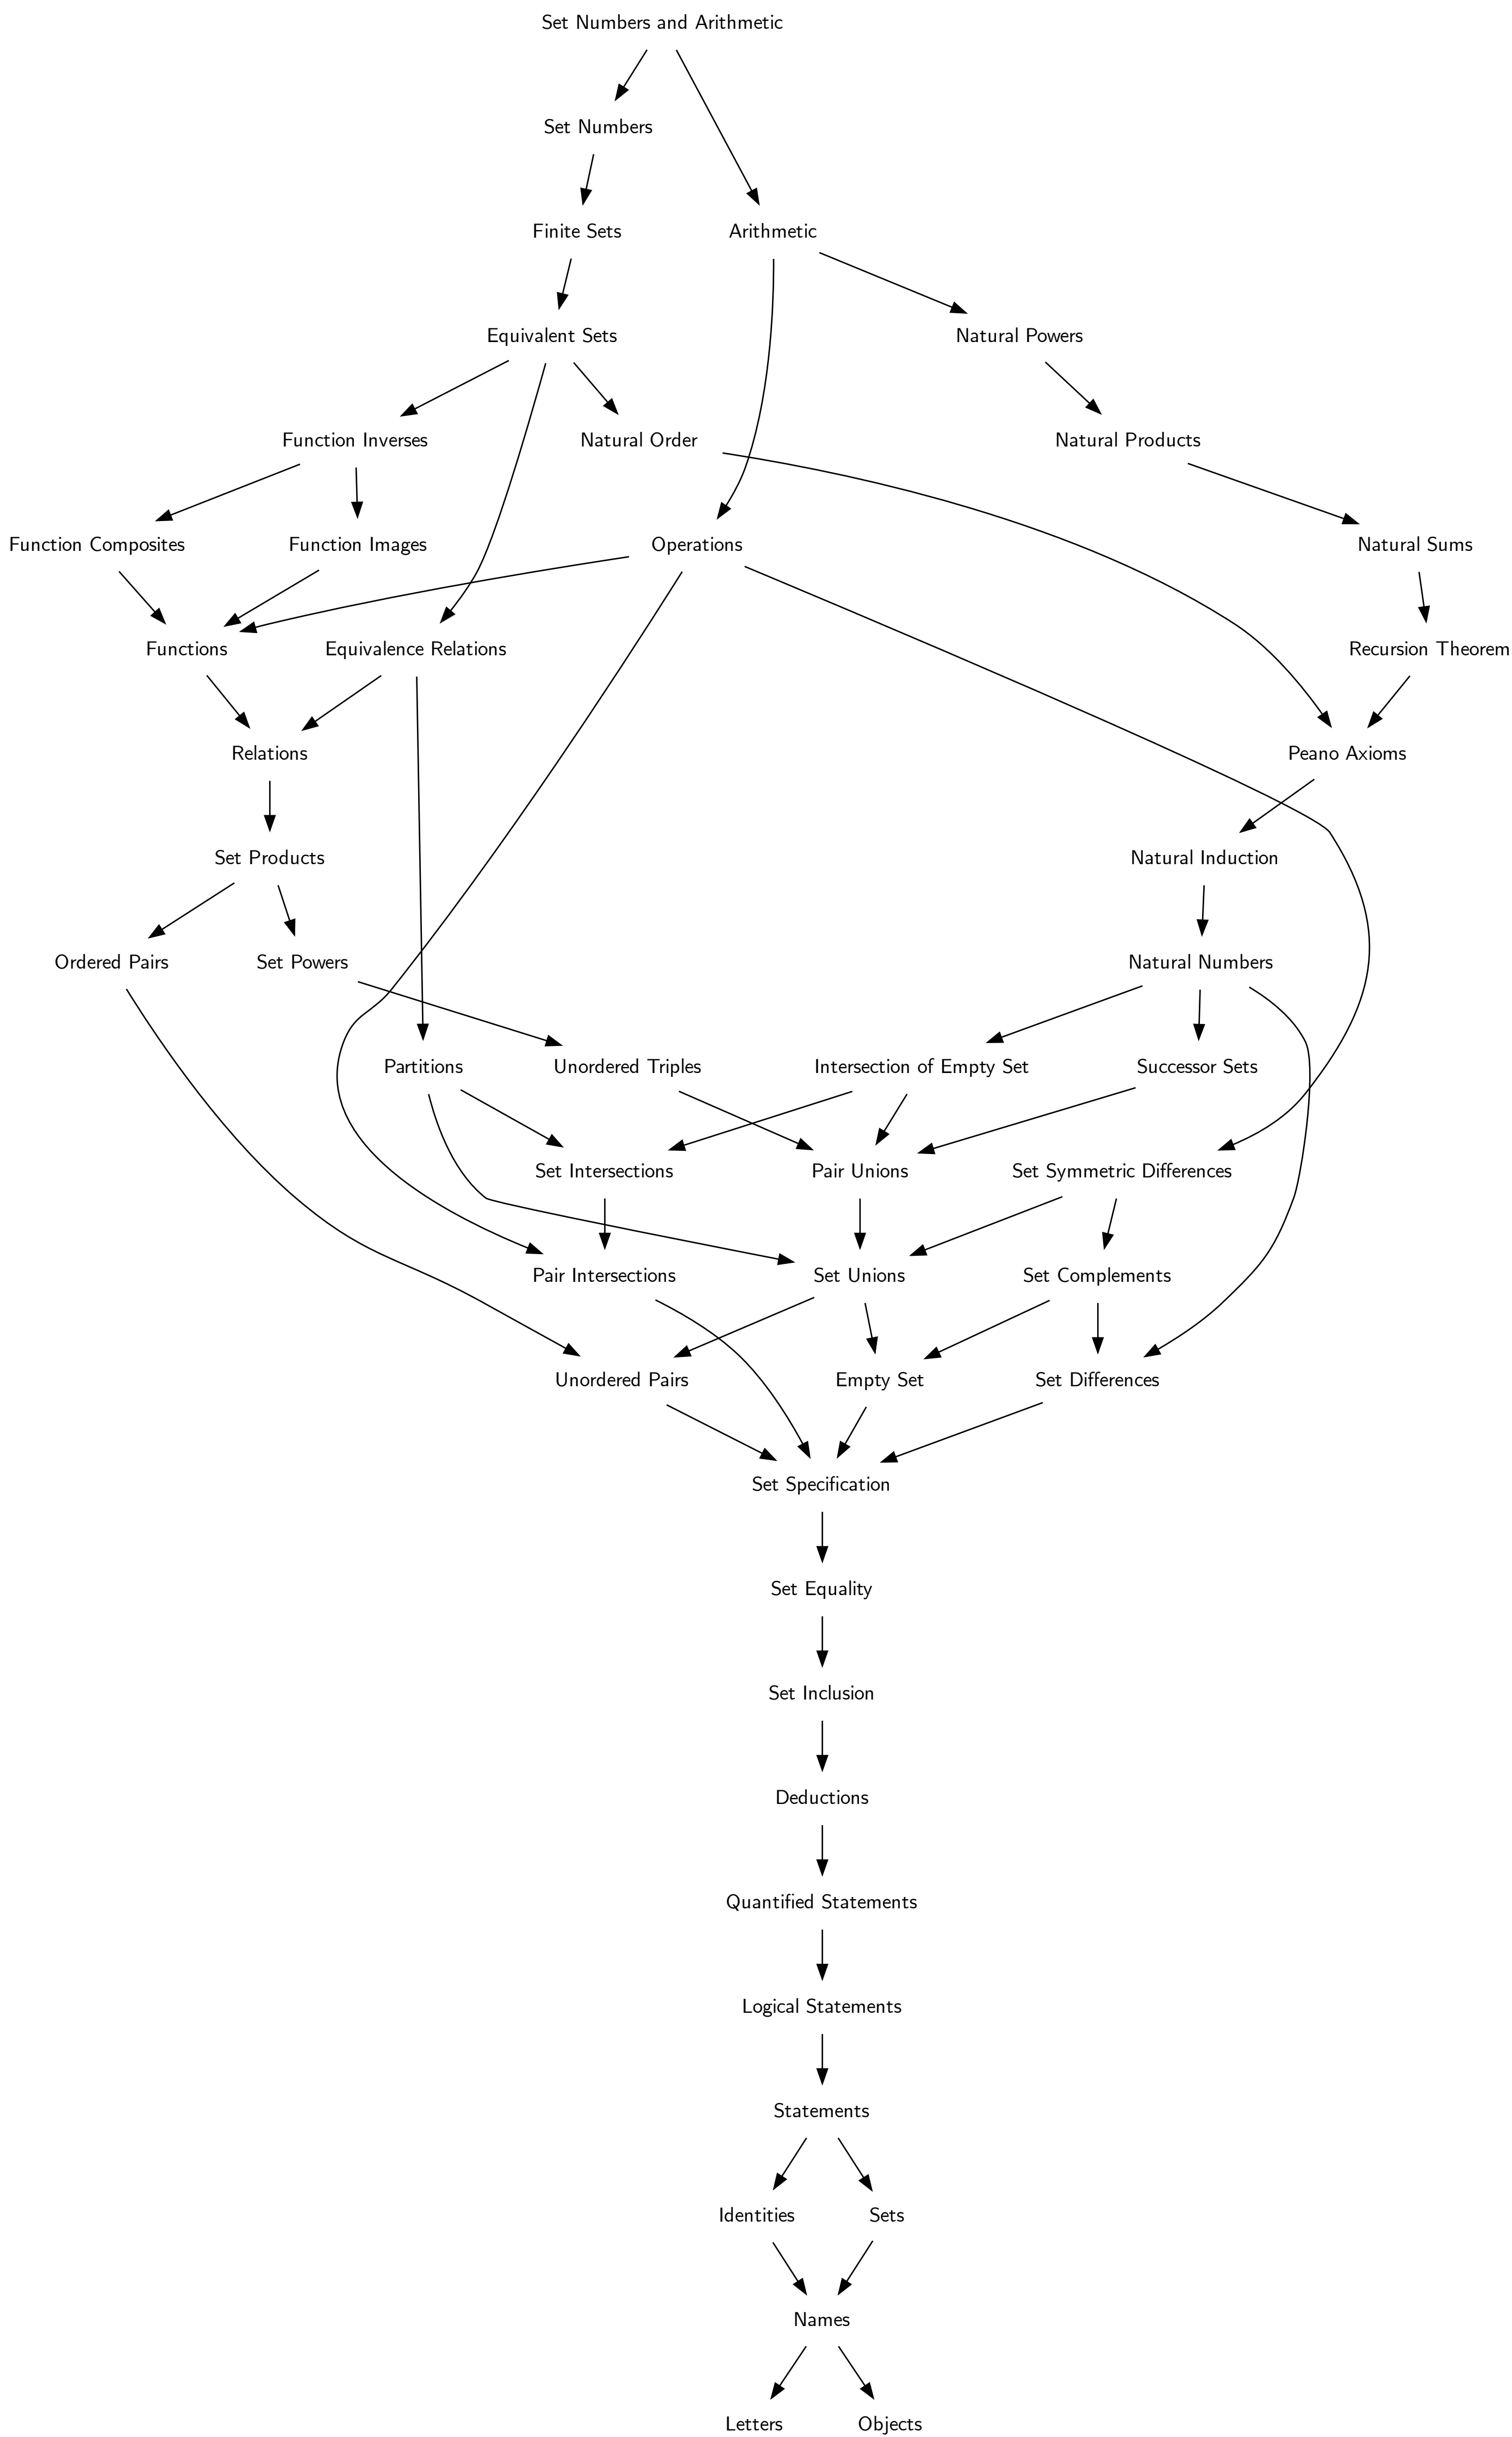 Set Numbers and Arithmetic
Set Numbers
Finite Sets
Arithmetic
Equivalent Sets
Natural Powers
Function Inverses
Natural Order
Natural Products
Function Composites
Function Images
Operations
Natural Sums
Functions
Equivalence Relations
Recursion Theorem
Relations
Peano Axioms
Set Products
Natural Induction
Ordered Pairs
Set Powers
Natural Numbers
Partitions
Unordered Triples
Intersection of Empty Set
Successor Sets
Set Intersections
Pair Unions
Set Symmetric Differences
Pair Intersections
Set Unions
Set Complements
Unordered Pairs
Empty Set
Set Differences
Set Specification
Set Equality
Set Inclusion
Deductions
Quantified Statements
Logical Statements
Statements
Identities
Sets
Names
Letters
Objects